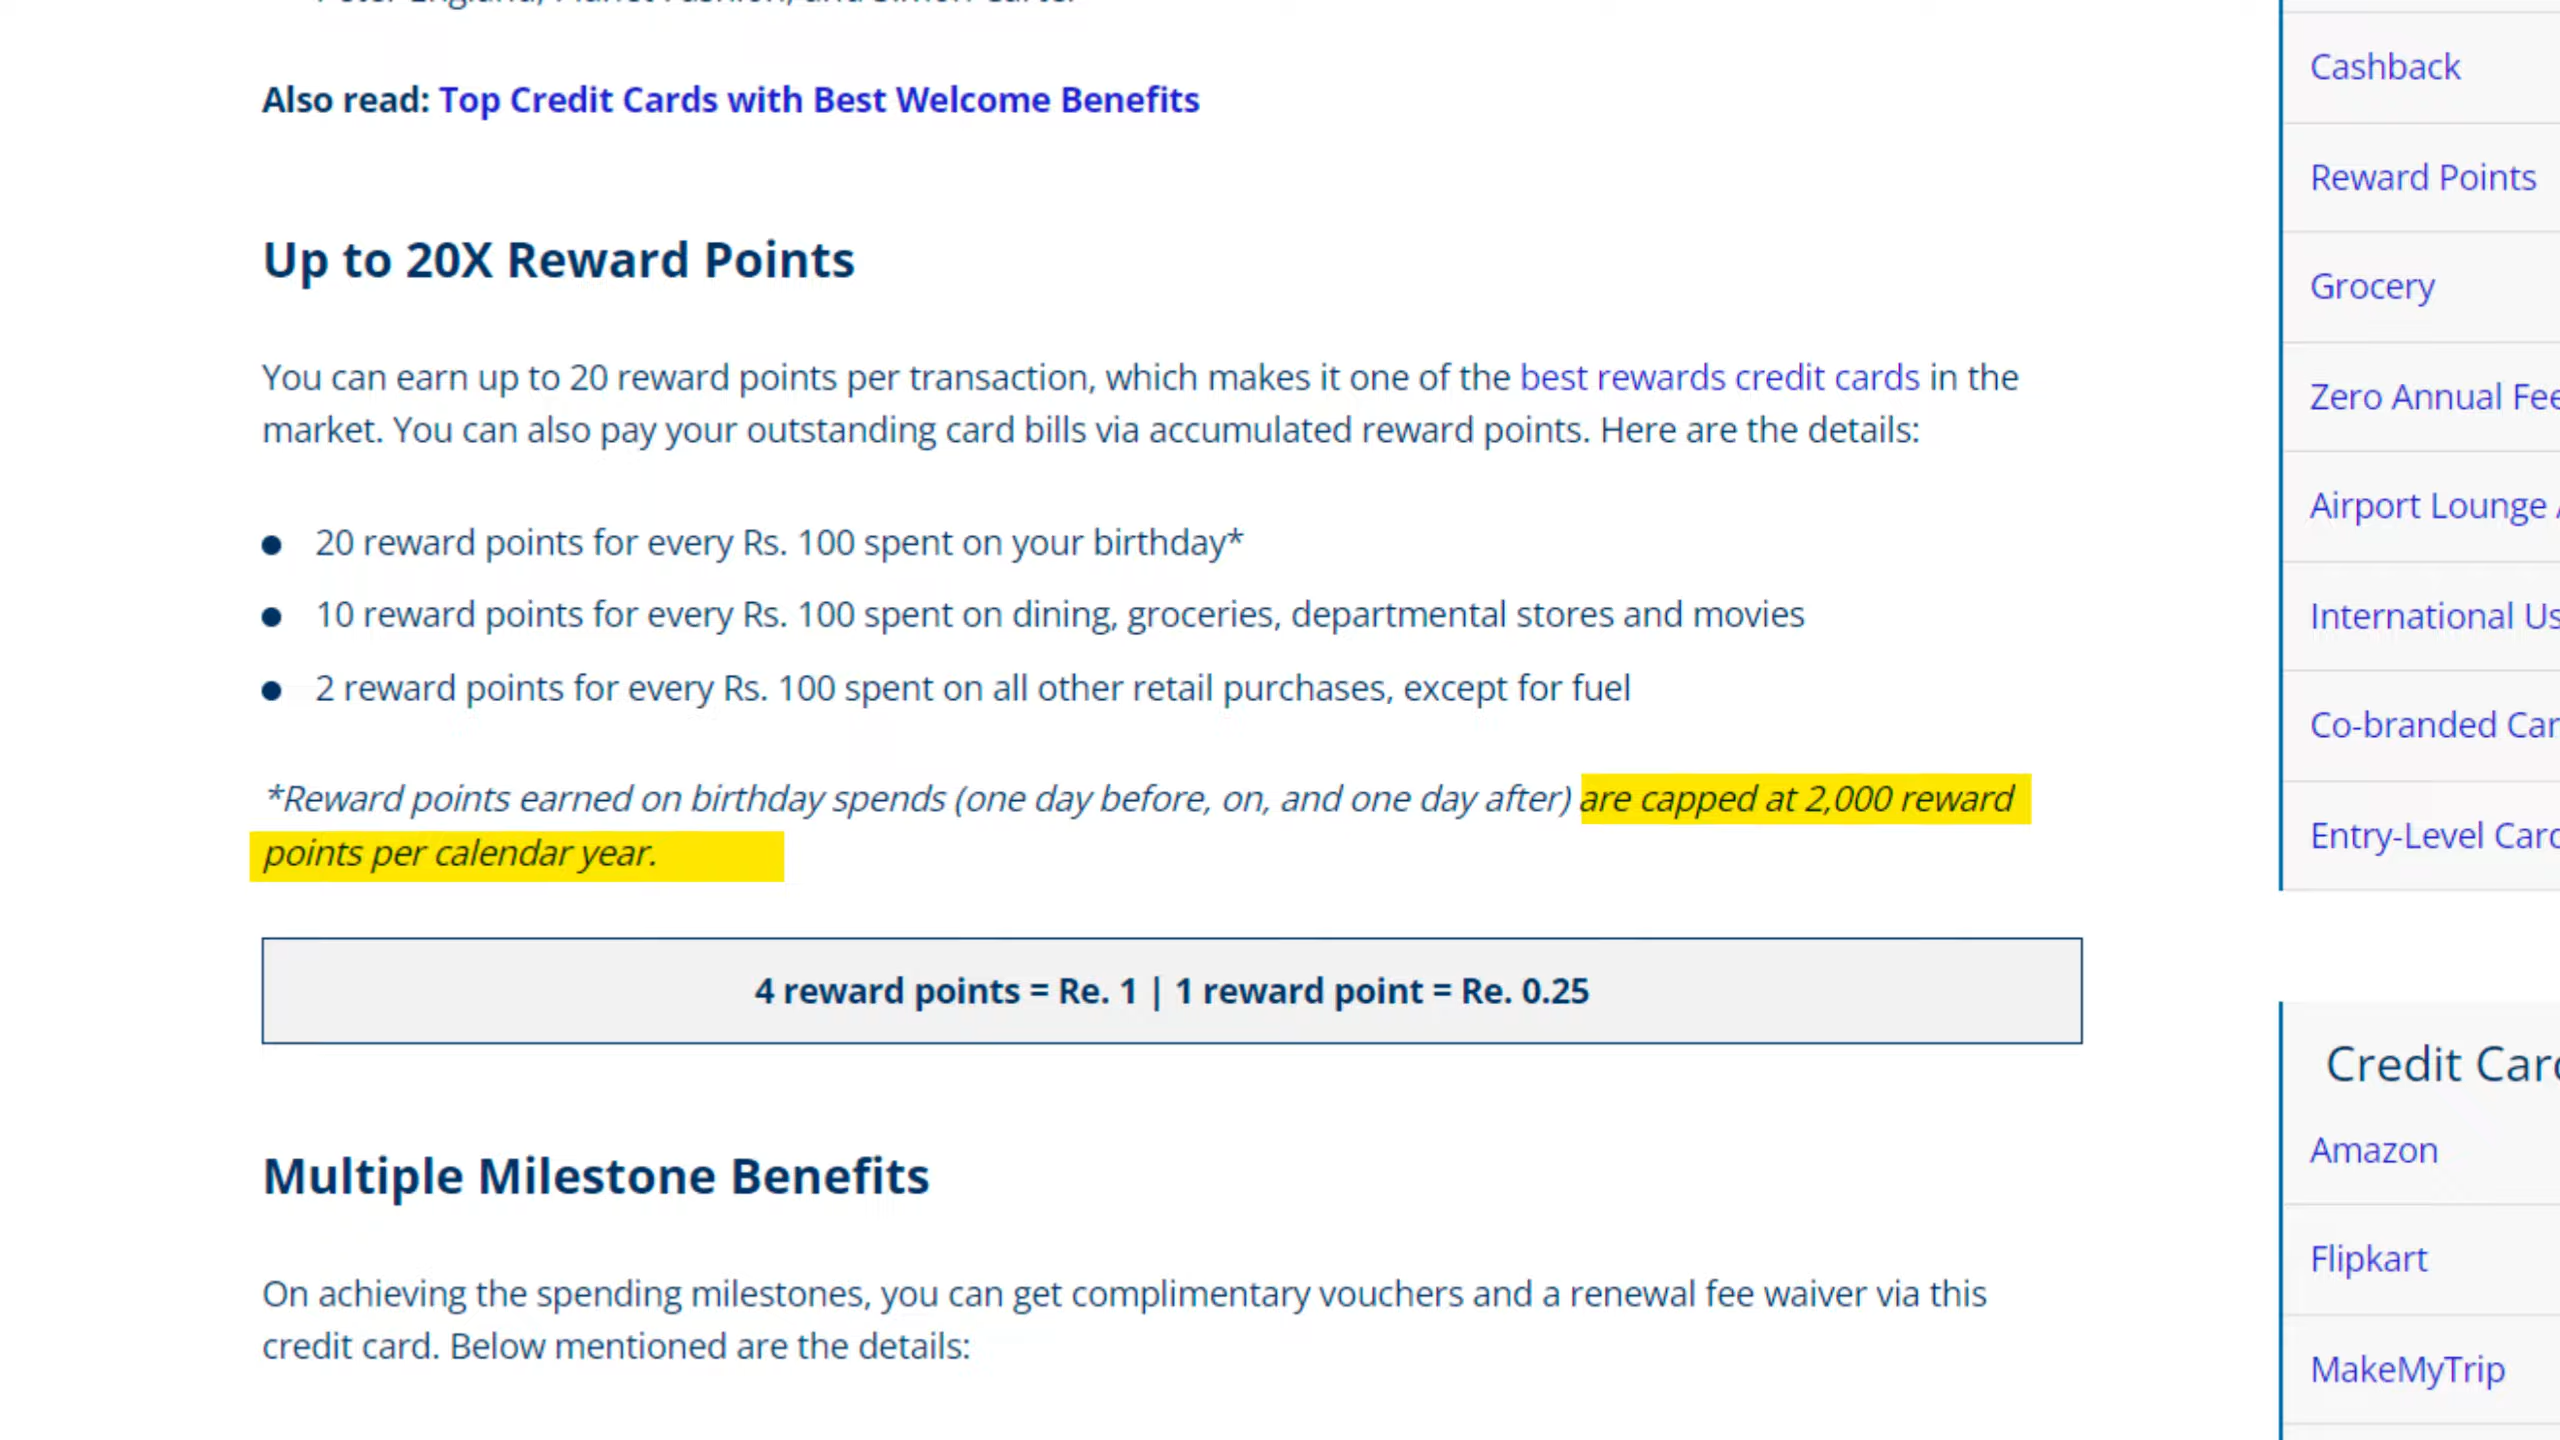 Also read: Top Credit Cards with Best Welcome Benefits
Up to 20X Reward Points
You can earn up to 20 reward points per transaction, which makes it one of the best rewards credit cards in the
market. You can also pay your outstanding card bills via accumulated reward points. Here are the details:
● 20 reward points for every Rs. 100 spent on your birthday*
● 10 reward points for every Rs. 100 spent on dining, groceries, departmental stores and movies
● 2 reward points for every Rs. 100 spent on all other retail purchases, except for fuel
*Reward points earned on birthday spends (one day before, on, and one day after) are capped at 2,000 reward
points per calendar year.
4 reward points = Re. 1 | 1 reward point = Re. 0.25
Multiple Milestone Benefits
On achieving the spending milestones, you can get complimentary vouchers and a renewal fee waiver via this
credit card. Below mentioned are the details:
Cashback
Reward Points
Grocery
Zero Annual Fee
Airport Lounge
International Us
Co-branded Car
Entry-Level Card
Credit Card
Amazon
Flipkart
MakeMyTrip